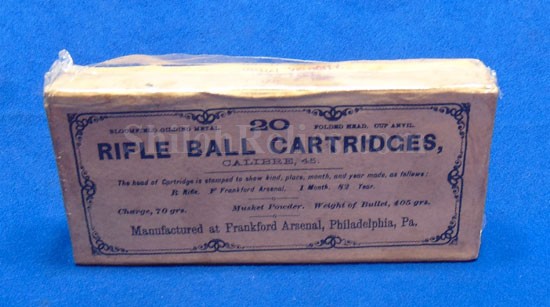 BLOOMFIELD GILDING METAL. 20 FOLDED HEAD. CUP ANVIL.
RIFLE BALL CARTRIDGES,
CALIBRE, 45.
The head of Cartridge is stamped to show kind, place, month, and year made, as follows:
R Rifle. F Frankford Arsenal. 1 Month. 82 Year.
Charge, 70 grs. Musket Powder. Weight of Bullet, 405 grs.
Manufactured at Frankford Arsenal, Philadelphia, Pa.